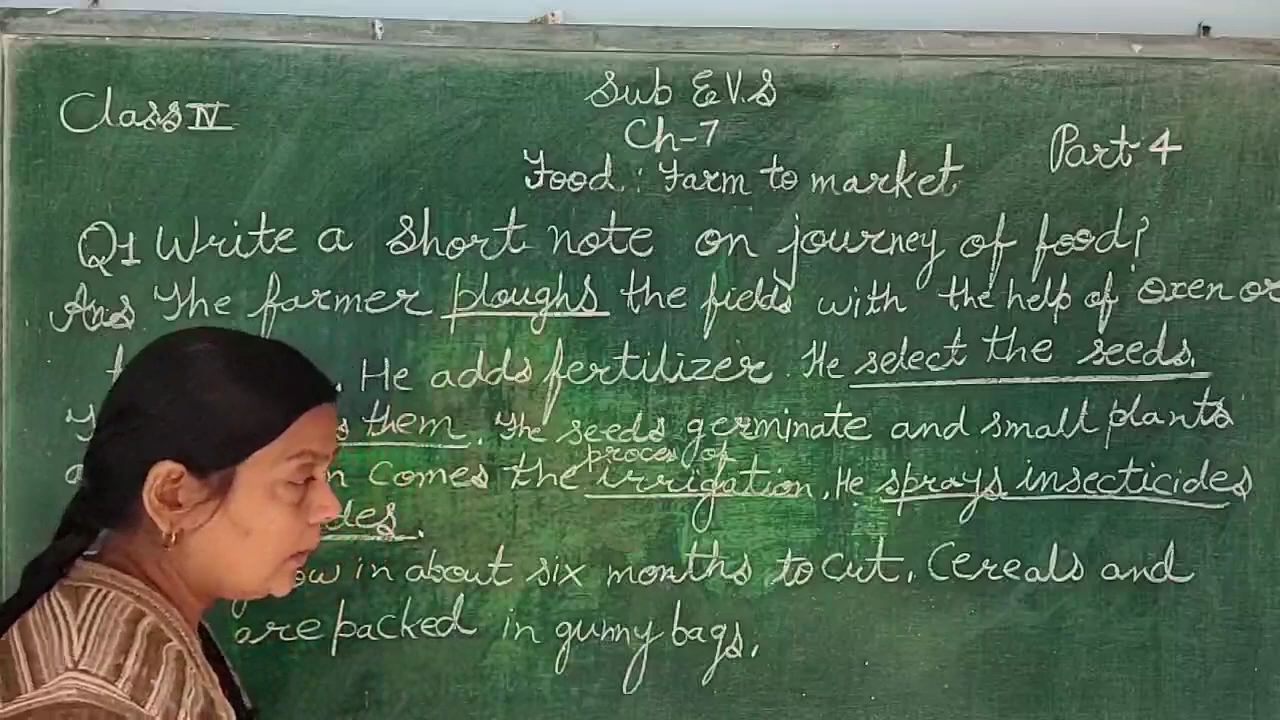 Class IV
Sub E.V.S
Ch-7
Part 4
Food : Farm to market
Q1 Write a short note on journey of food?
Ans The farmer ploughs the fields with the help of oxen or
He adds fertilizer. He select the seeds.
them. The seeds germinate and small plants
comes the process of irrigation. He sprays insecticides
in about six months to cut. Cereals and
are packed in gunny bags.